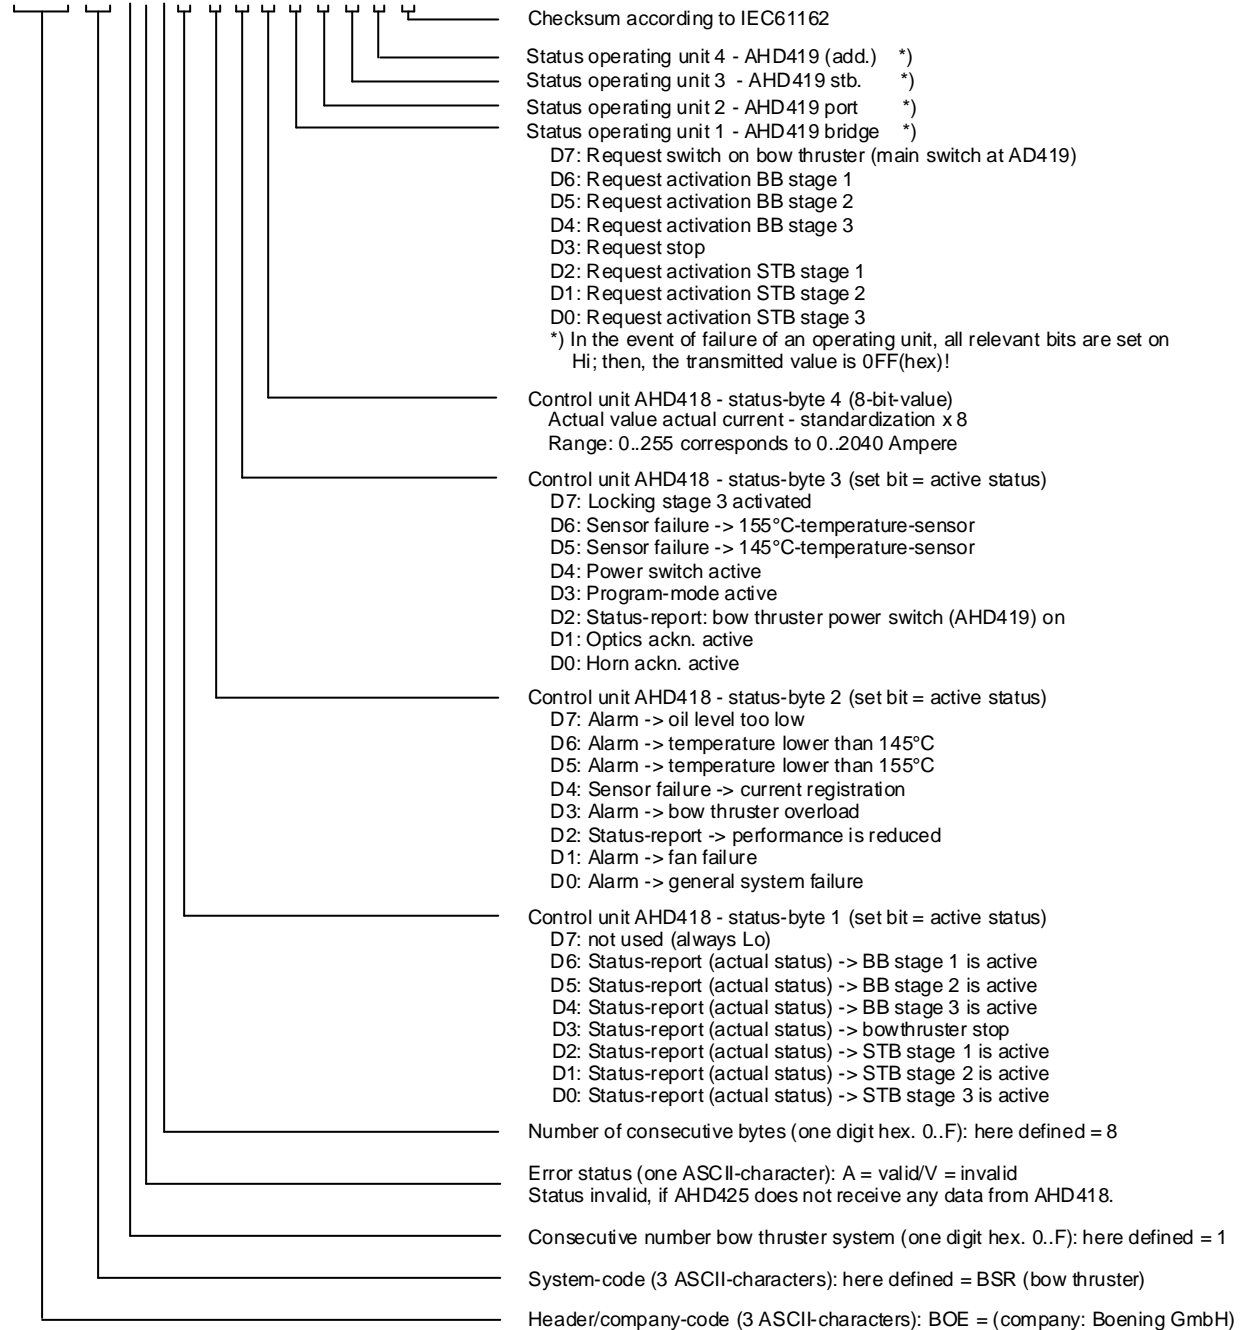 Checksum according to IEC61162
Status operating unit 4 - AHD419 (add.) *)
Status operating unit 3 - AHD419 stb. *)
Status operating unit 2 - AHD419 port *)
Status operating unit 1 - AHD419 bridge *)
D7: Request switch on bow thruster (main switch at AD419)
D6: Request activation BB stage 1
D5: Request activation BB stage 2
D4: Request activation BB stage 3
D3: Request stop
D2: Request activation STB stage 1
D1: Request activation STB stage 2
D0: Request activation STB stage 3
*) In the event of failure of an operating unit, all relevant bits are set on
Hi; then, the transmitted value is 0FF(hex)!
Control unit AHD418 - status-byte 4 (8-bit-value)
Actual value actual current - standardization x 8
Range: 0..255 corresponds to 0..2040 Ampere
Control unit AHD418 - status-byte 3 (set bit = active status)
D7: Locking stage 3 activated
D6: Sensor failure -> 155°C-temperature-sensor
D5: Sensor failure -> 145°C-temperature-sensor
D4: Power switch active
D3: Program-mode active
D2: Status-report: bow thruster power switch (AHD419) on
D1: Optics ackn. active
D0: Horn ackn. active
Control unit AHD418 - status-byte 2 (set bit = active status)
D7: Alarm -> oil level too low
D6: Alarm -> temperature lower than 145°C
D5: Alarm -> temperature lower than 155°C
D4: Sensor failure -> current registration
D3: Alarm -> bow thruster overload
D2: Status-report -> performance is reduced
D1: Alarm -> fan failure
D0: Alarm -> general system failure
Control unit AHD418 - status-byte 1 (set bit = active status)
D7: not used (always Lo)
D6: Status-report (actual status) -> BB stage 1 is active
D5: Status-report (actual status) -> BB stage 2 is active
D4: Status-report (actual status) -> BB stage 3 is active
D3: Status-report (actual status) -> bowthruster stop
D2: Status-report (actual status) -> STB stage 1 is active
D1: Status-report (actual status) -> STB stage 2 is active
D0: Status-report (actual status) -> STB stage 3 is active
Number of consecutive bytes (one digit hex. 0..F): here defined = 8
Error status (one ASCII-character): A = valid/V = invalid
Status invalid, if AHD425 does not receive any data from AHD418.
Consecutive number bow thruster system (one digit hex. 0..F): here defined = 1
System-code (3 ASCII-characters): here defined = BSR (bow thruster)
Header/company-code (3 ASCII-characters): BOE = (company: Boening GmbH)